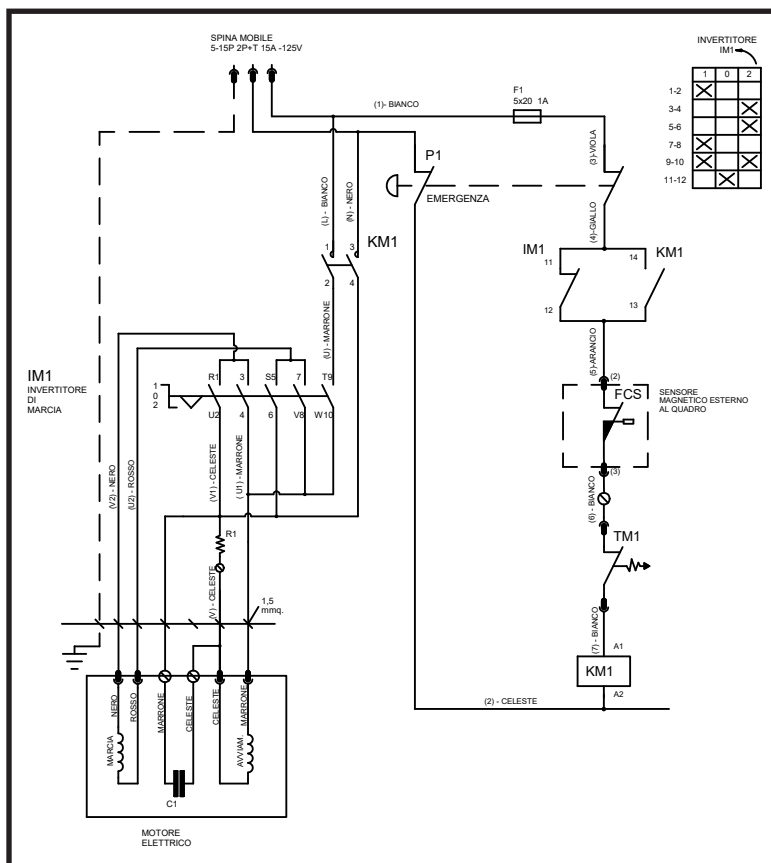 SPINA MOBILE
5-15P 2P+T 15A -125V
INVERTITORE
IM1
1 0 2
1-2
3-4
5-6
7-8
9-10
11-12
F1
5x20 1A
(1)-BIANCO
(3)-VIOLA
P1
EMERGENZA
(4)-GIALLO
(L) - BIANCO
(N) - NERO
1 3
KM1
2 4
(U) - MARRONE
IM1
11
12
14
KM1
13
(5)-ARANCIO
(2)
FCS
SENSORE
MAGNETICO ESTERNO
AL QUADRO
(3)
(6) - BIANCO
TM1
(7) - BIANCO
A1
KM1
A2
(2) - CELESTE
IM1
INVERTITORE
DI
MARCIA
1
0
2
R1 3 S5 7 T9
U2 4 6 V8 W10
(V2) - NERO
(U2) - ROSSO
(V1) - CELESTE
( U1) - MARRONE
R1
(V) - CELESTE
1,5
mmq.
NERO
ROSSO
MARRONE
CELESTE
CELESTE
MARRONE
MARCIA
AVVIAM.
C1
MOTORE
ELETTRICO